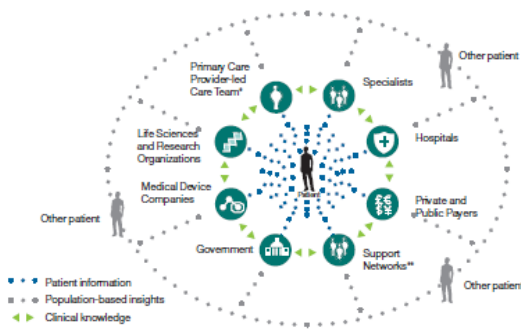 Other patient
Primary Care
Provider-led
Care Team*
Specialists
Life Sciences
and Research
Organizations
Hospitals
Patient
Medical Device
Companies
Private and
Public Payers
Other patient
Government
Support
Networks**
Other patient
Patient information
Population-based insights
Clinical knowledge